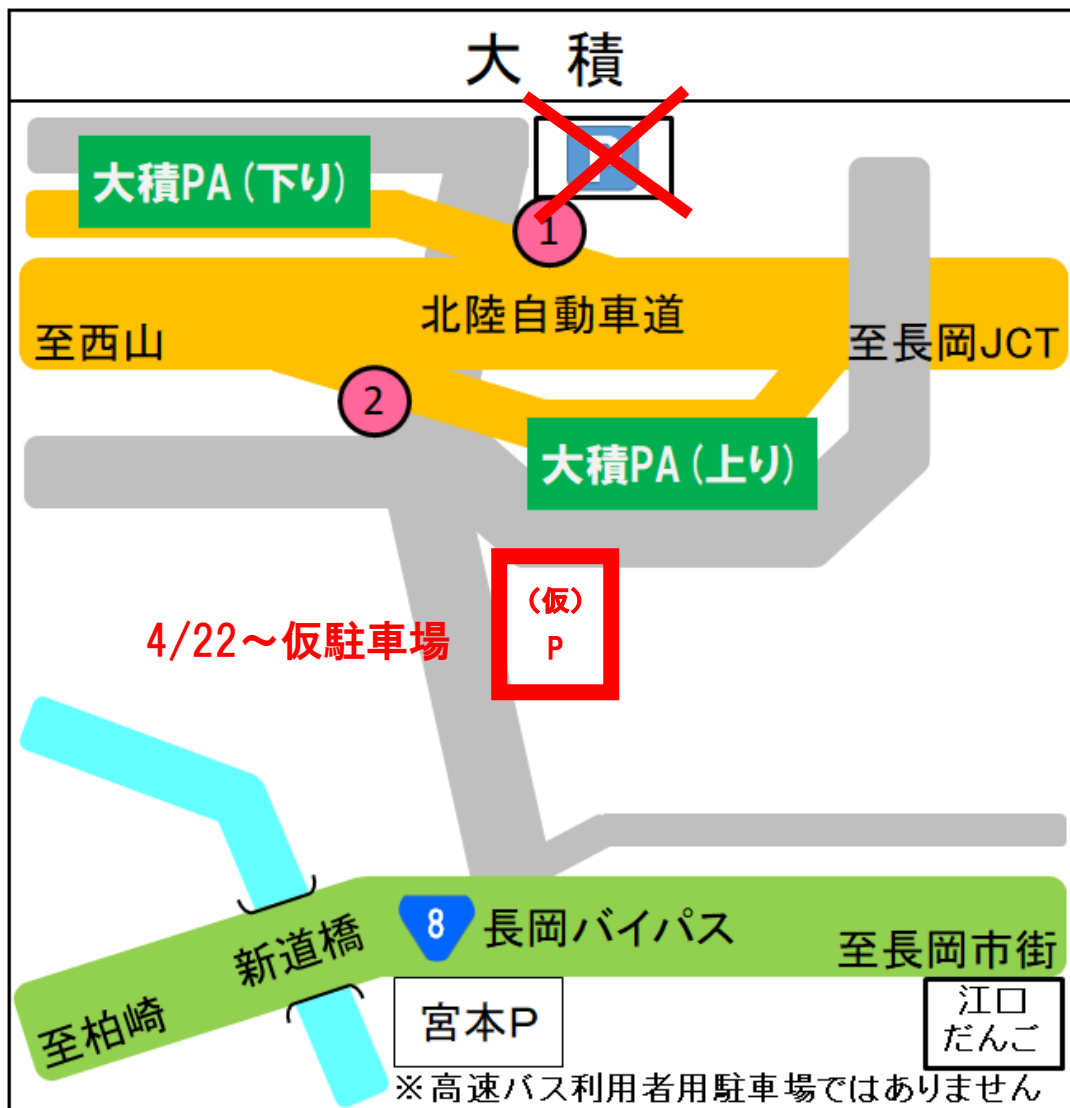 大 積
P
大積PA(下り)
1
北陸自動車道
至西山
至長岡JCT
2
大積PA(上り)
(仮)
P
4/22~仮駐車場
8
長岡バイパス
新道橋
至長岡市街
至柏崎
宮本P
江口
だんご
※高速バス利用者用駐車場ではありません